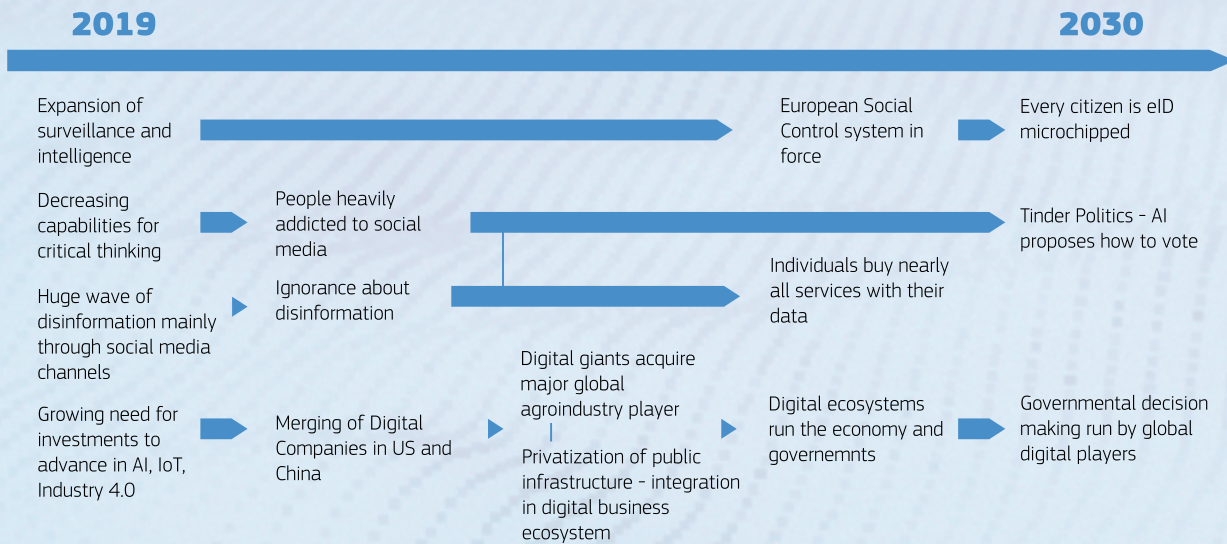 2019
2030
Expansion of
surveillance and
intelligence
European Social
Control system in
force
Every citizen is eID
microchipped
Decreasing
capabilities for
critical thinking
People heavily
addicted to social
media
Tinder Politics - AI
proposes how to vote
Huge wave of
disinformation mainly
through social media
channels
Ignorance about
disinformation
Individuals buy nearly
all services with their
data
Growing need for
investments to
advance in AI, IoT,
Industry 4.0
Merging of Digital
Companies in US and
China
Digital giants acquire
major global
agroindustry player
Privatization of public
infrastructure - integration
in digital business
ecosystem
Digital ecosystems
run the economy and
governemnts
Governmental decision
making run by global
digital players